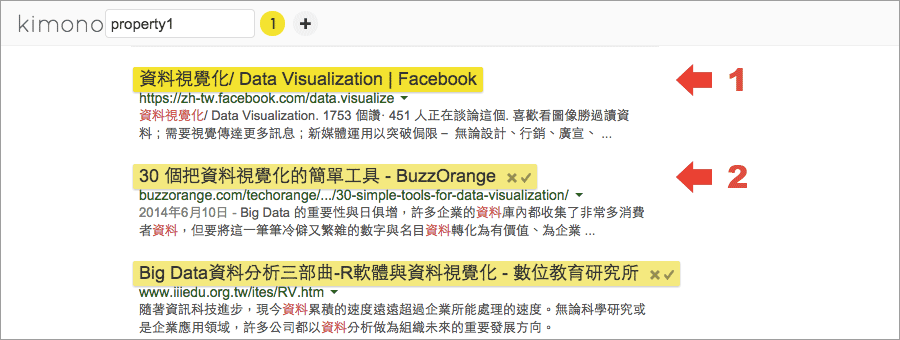 kimono property1 1 +
資料視覺化/ Data Visualization | Facebook
1
https://zh-tw.facebook.com/data.visualize
資料視覺化/ Data Visualization. 1753 個讚· 451 人正在談論這個. 喜歡看圖像勝過讀資
料；需要視覺傳達更多訊息；新媒體運用以突破侷限 – 無論設計、行銷、廣宣、 ...
30 個把資料視覺化的簡單工具 - BuzzOrange
2
buzzorange.com/techorange/.../30-simple-tools-for-data-visualization/
2014年6月10日 - Big Data 的重要性與日俱增，許多企業的資料庫內都收集了非常多消費
者資料，但要將這一筆筆冷僻又繁雜的數字與名目資料轉化為有價值、為企業 ...
Big Data資料分析三部曲-R軟體與資料視覺化 - 數位教育研究所
www.iiiedu.org.tw/ites/RV.htm
隨著資訊科技進步，現今資料累積的速度遠遠超過企業所能處理的速度。無論科學研究或
是企業應用領域，許多公司都以資料分析做為組織未來的重要發展方向。